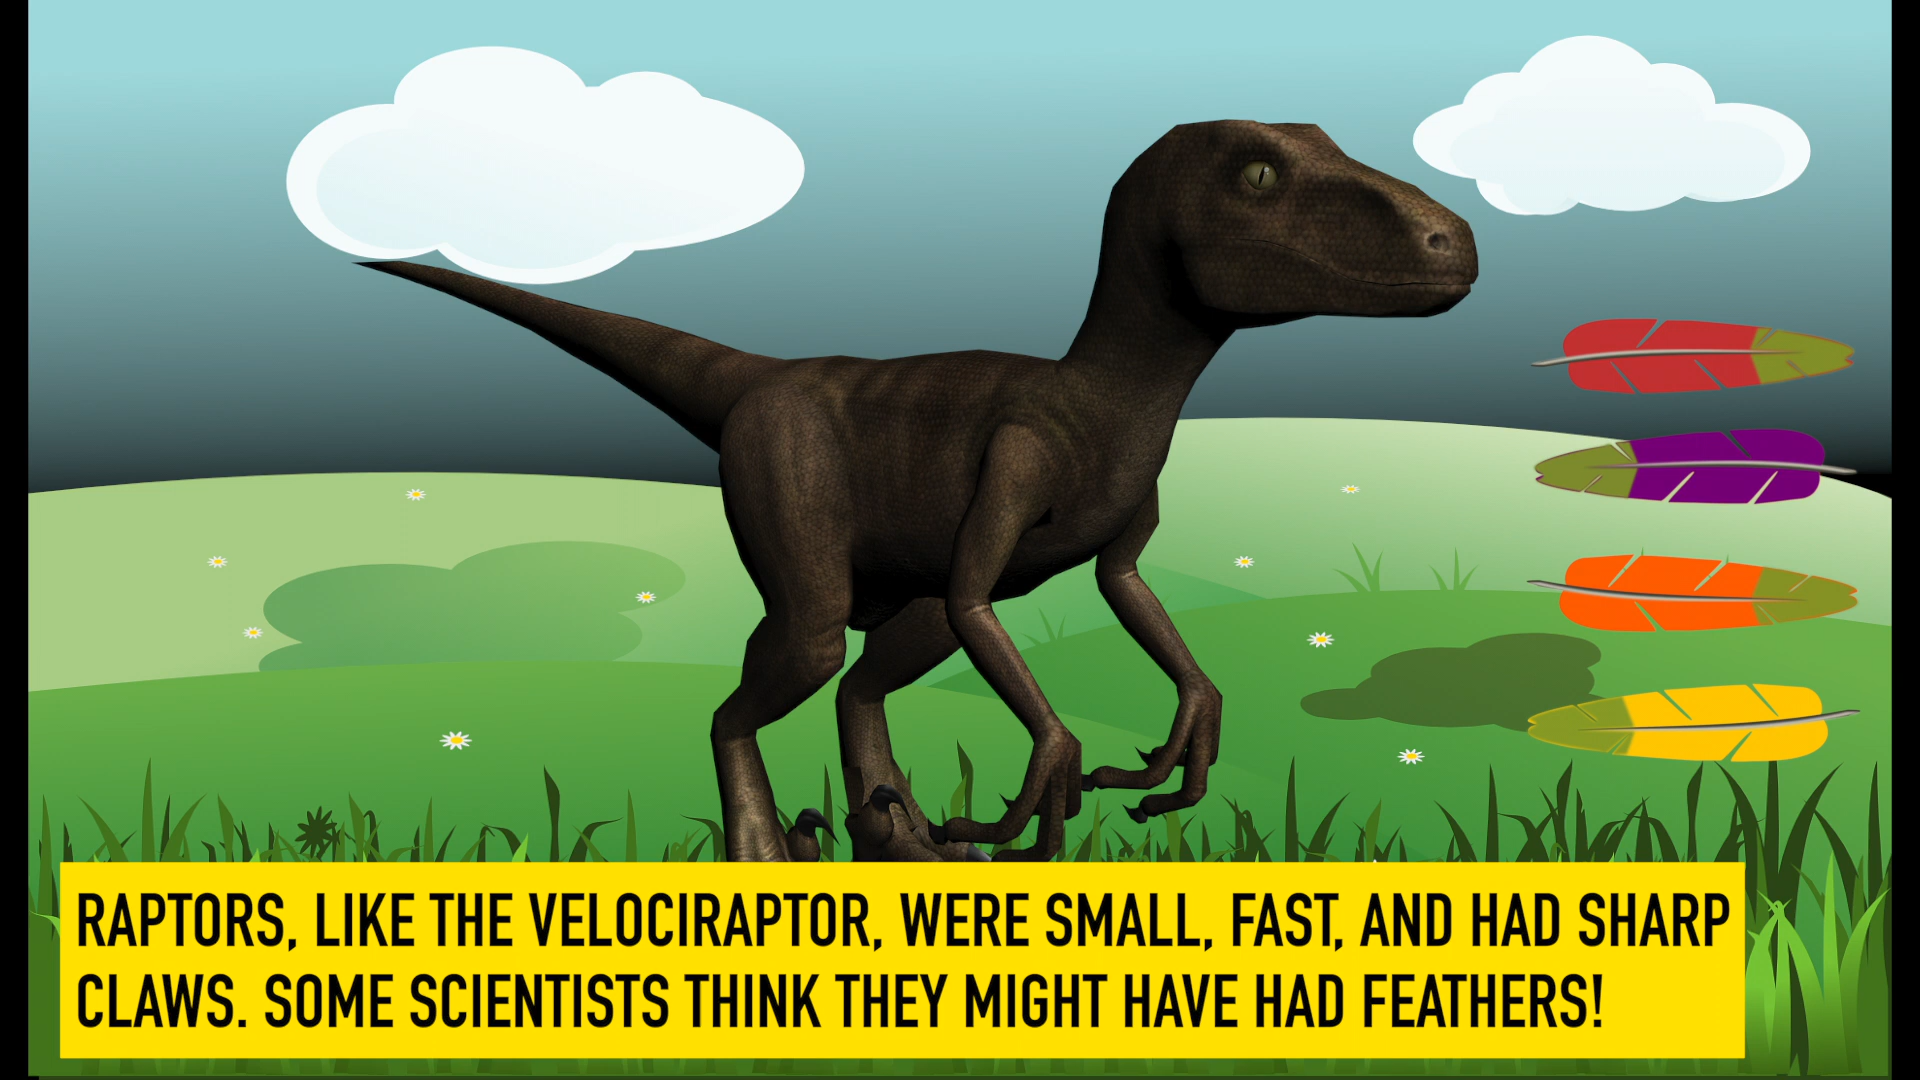 RAPTORS, LIKE THE VELOCIRAPTOR, WERE SMALL, FAST, AND HAD SHARP
CLAWS. SOME SCIENTISTS THINK THEY MIGHT HAVE HAD FEATHERS!